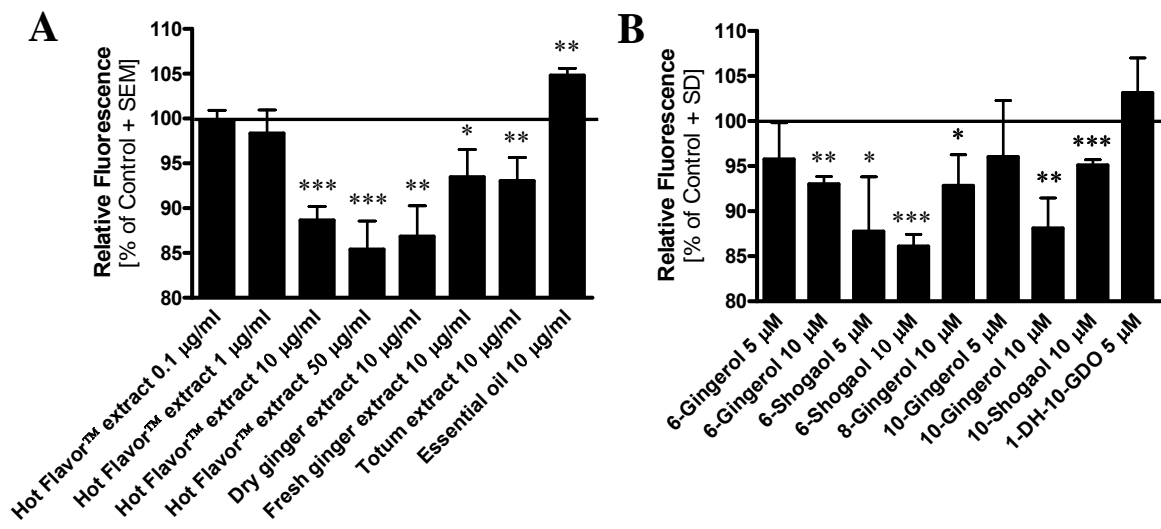 A
Relative Fluorescence
[% of Control + SEM]
110
105
100
95
90
85
80
**
***
***
**
*
**
Hot Flavor™ extract 0.1 µg/ml
Hot Flavor™ extract 1 µg/ml
Hot Flavor™ extract 10 µg/ml
Hot Flavor™ extract 50 µg/ml
Dry ginger extract 10 µg/ml
Fresh ginger extract 10 µg/ml
Totum extract 10 µg/ml
Essential oil 10 µg/ml
B
Relative Fluorescence
[% of Control + SD]
110
105
100
95
90
85
80
**
*
***
*
**
***
6-Gingerol 5 µM
6-Gingerol 10 µM
6-Shogaol 5 µM
6-Shogaol 10 µM
8-Gingerol 10 µM
10-Gingerol 5 µM
10-Gingerol 10 µM
10-Shogaol 10 µM
1-DH-10-GDO 5 µM